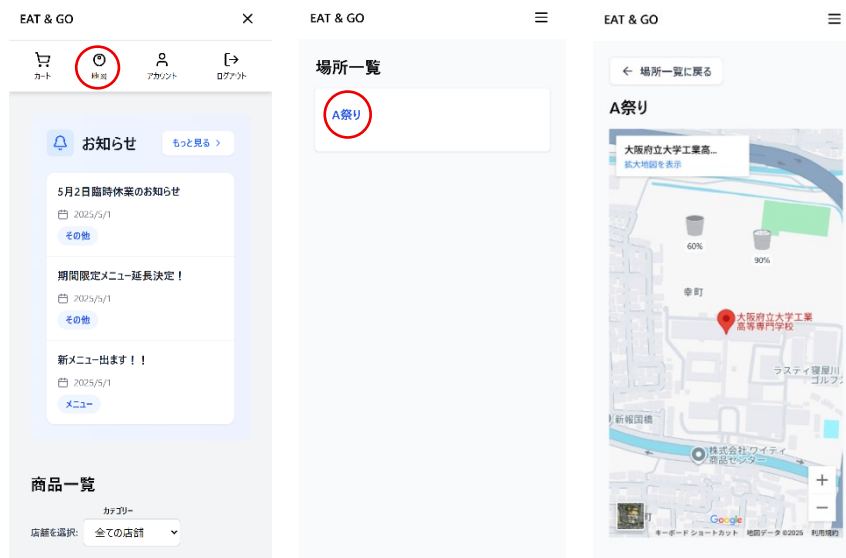 EAT & GO
カート
アカウント
ログアウト
お知らせ
もっと見る
5月2日臨時休業のお知らせ
2025/5/1
その他
期間限定メニュー延長決定！
2025/5/1
その他
新メニュー出ます！！
2025/5/1
メニュー
商品一覧
カテゴリー
店舗を選択:
全ての店舗
EAT & GO
場所一覧
A祭り
EAT & GO
← 場所一覧に戻る
A祭り
大阪府立大学工業高...
拡大地図を表示
60%
90%
幸町
大阪府立大学工業
高等専門学校
ラスティ寝屋川
ゴルフ
新報国橋
株式会社 ワイティ
商品センター
町
Google
キーボード ショートカット
地図データ ©2025
利用規約